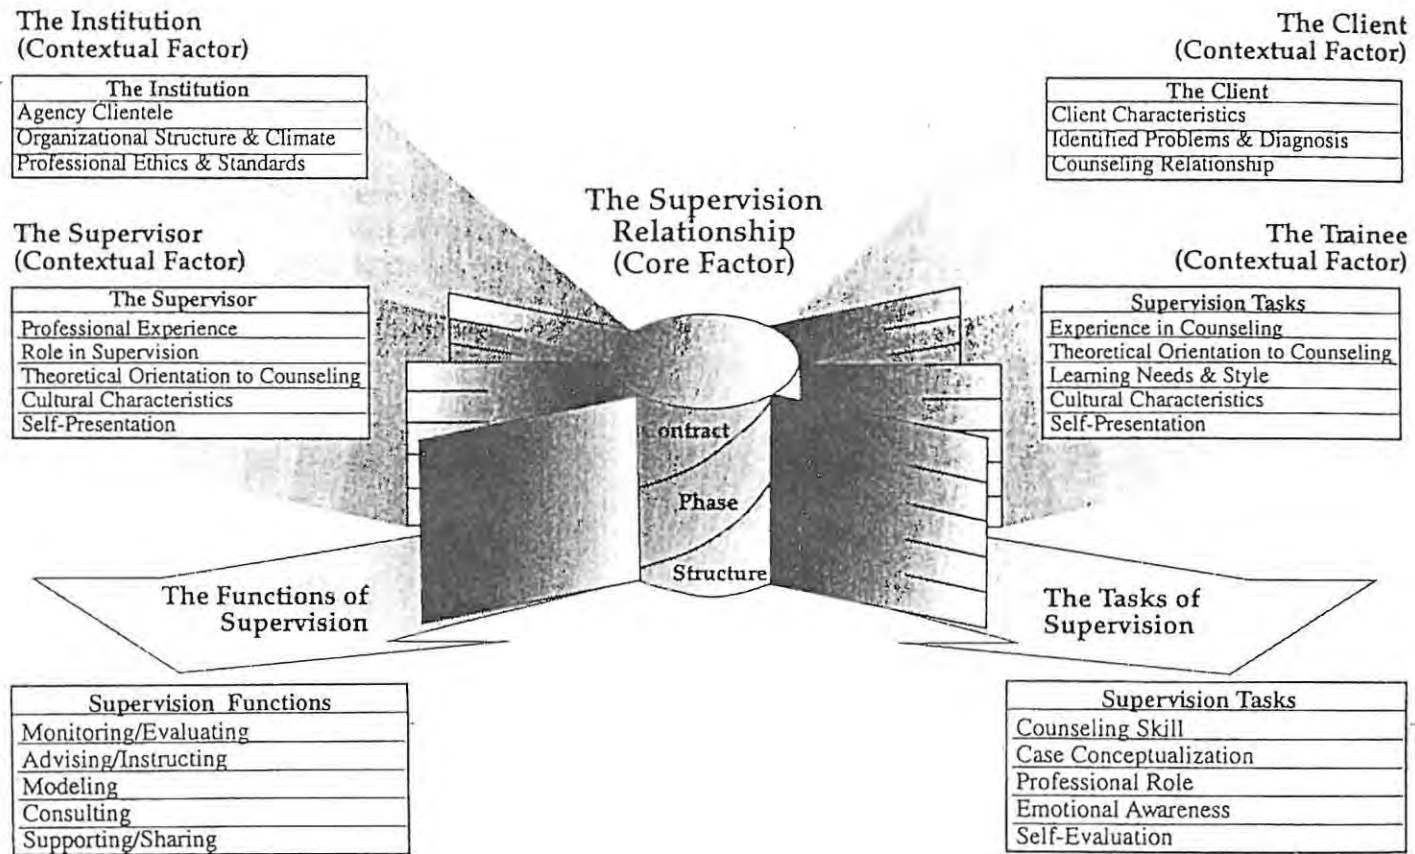 The Institution
(Contextual Factor)
The Institution
Agency Clientele
Organizational Structure & Climate
Professional Ethics & Standards
The Client
(Contextual Factor)
The Client
Client Characteristics
Identified Problems & Diagnosis
Counseling Relationship
The Supervision
Relationship
(Core Factor)
The Supervisor
(Contextual Factor)
The Supervisor
Professional Experience
Role in Supervision
Theoretical Orientation to Counseling
Cultural Characteristics
Self-Presentation
The Trainee
(Contextual Factor)
Supervision Tasks
Experience in Counseling
Theoretical Orientation to Counseling
Learning Needs & Style
Cultural Characteristics
Self-Presentation
Contract
Phase
Structure
The Functions of
Supervision
The Tasks of
Supervision
Supervision Functions
Monitoring/Evaluating
Advising/Instructing
Modeling
Consulting
Supporting/Sharing
Supervision Tasks
Counseling Skill
Case Conceptualization
Professional Role
Emotional Awareness
Self-Evaluation